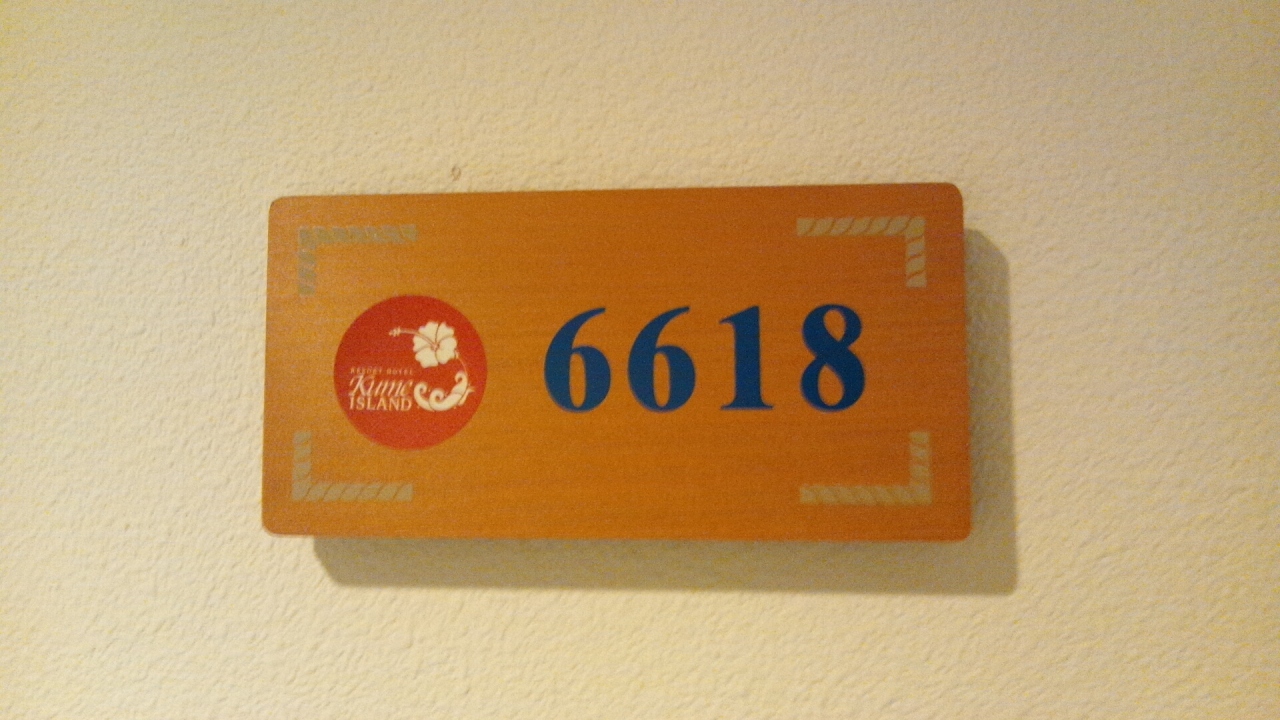 RESORT HOTEL
Kume
ISLAND
6618